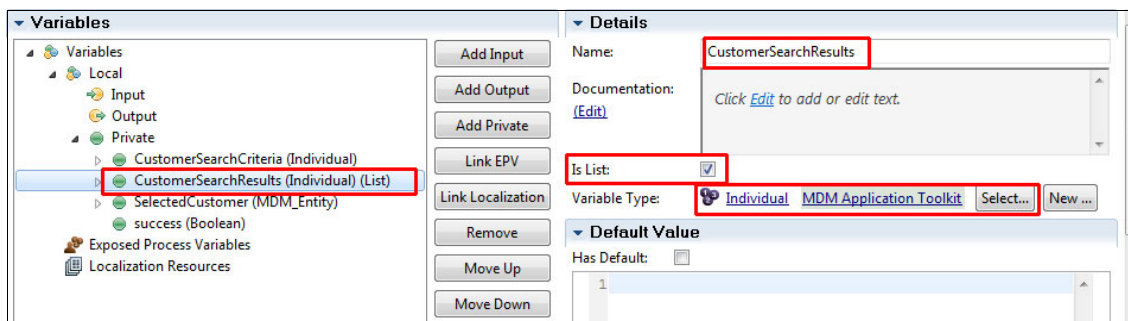 Variables
Variables
Local
Input
Output
Private
CustomerSearchCriteria (Individual)
CustomerSearchResults (Individual) (List)
SelectedCustomer (MDM_Entity)
success (Boolean)
Exposed Process Variables
Localization Resources
Add Input
Add Output
Add Private
Link EPV
Link Localization
Remove
Move Up
Move Down
Details
Name: CustomerSearchResults
Documentation:
(Edit)
Click Edit to add or edit text.
Is List:
Variable Type: Individual MDM Application Toolkit Select... New ...
Default Value
Has Default:
1